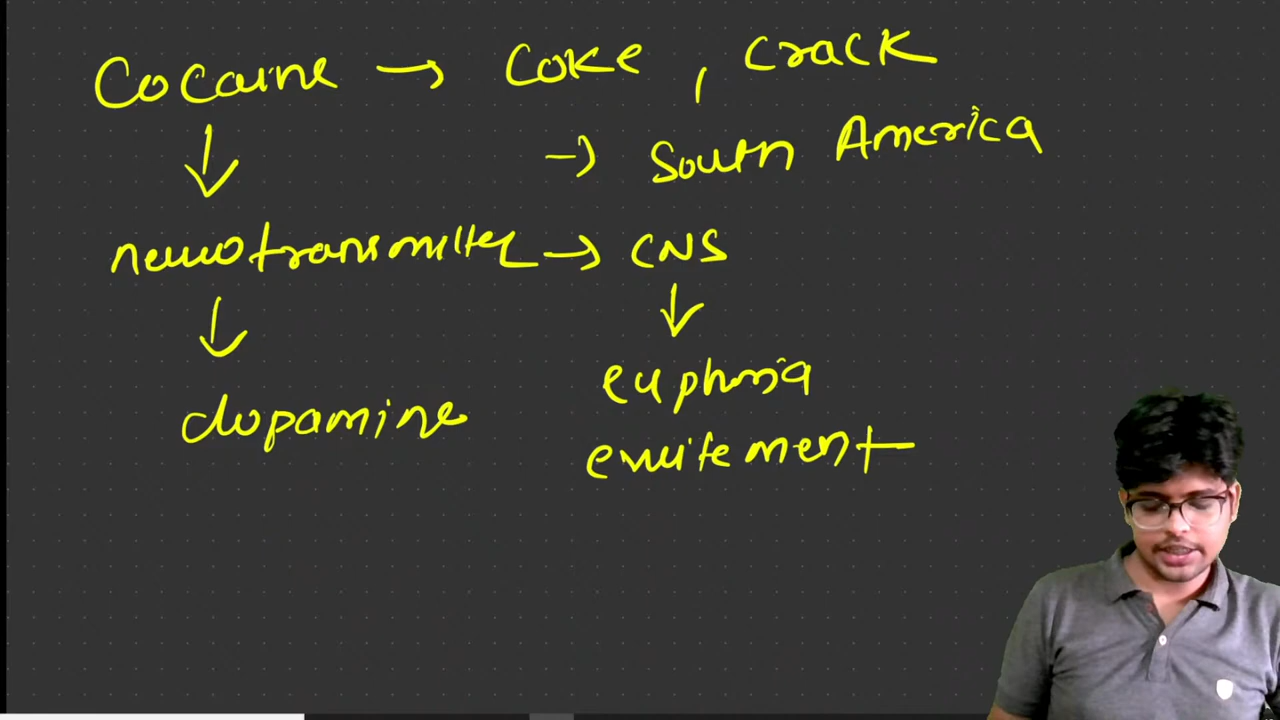 Cocaine → Coke , crack
↓ → South America
neurotransmitter → CNS
↓ ↓
dopamine euphoria
excitement